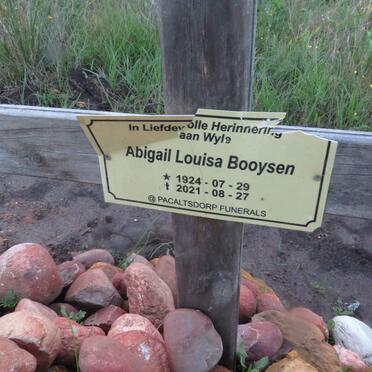 In Liefdevolle Herinnering
aan Wyle
Abigail Louisa Booysen
★ 1924 - 07 - 29
✝ 2021 - 08 - 27
@ PACALTSDORP FUNERALS